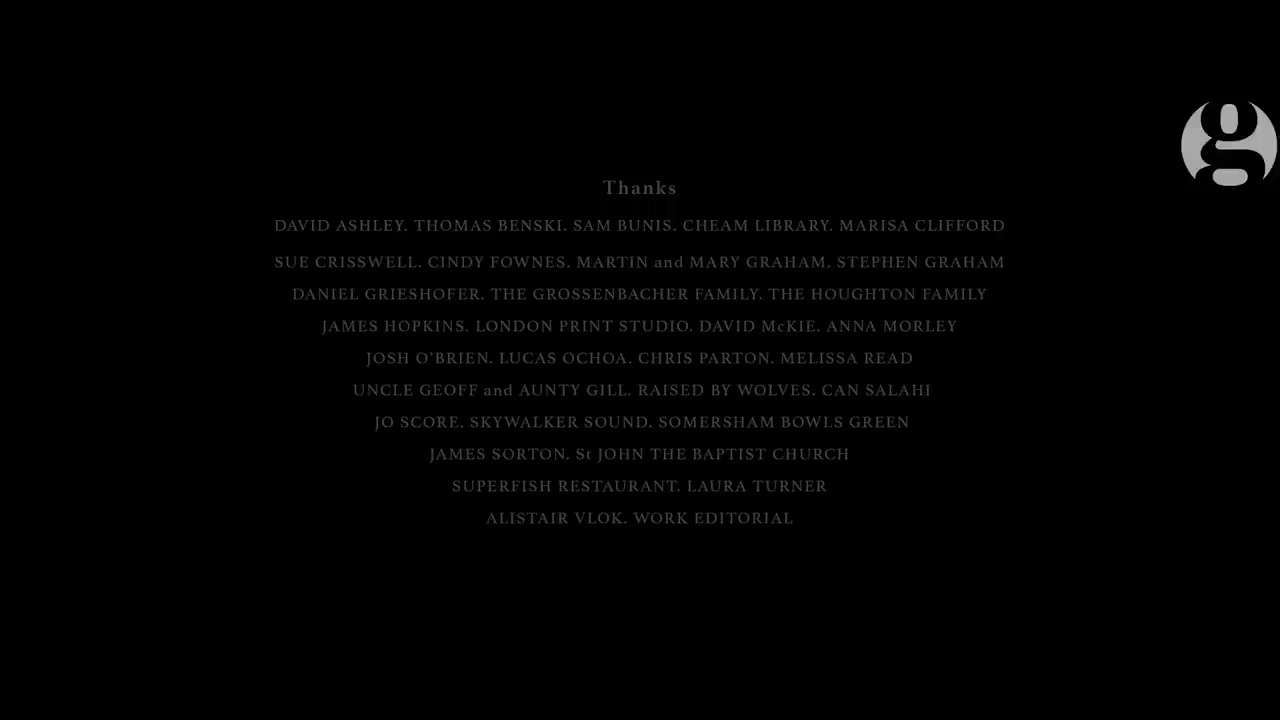 g
Thanks
DAVID ASHLEY. THOMAS BENSKI. SAM BUNIS. CHEAM LIBRARY. MARISA CLIFFORD
SUE CRISSWELL. CINDY FOWNES. MARTIN and MARY GRAHAM. STEPHEN GRAHAM
DANIEL GRIESHOFER. THE GROSSENBACHER FAMILY. THE HOUGHTON FAMILY
JAMES HOPKINS. LONDON PRINT STUDIO. DAVID McKIE. ANNA MORLEY
JOSH O'BRIEN. LUCAS OCHOA. CHRIS PARTON. MELISSA READ
UNCLE GEOFF and AUNTY GILL. RAISED BY WOLVES. CAN SALAHI
JO SCORE. SKYWALKER SOUND. SOMERSHAM BOWLS GREEN
JAMES SORTON. St JOHN THE BAPTIST CHURCH
SUPERFISH RESTAURANT. LAURA TURNER
ALISTAIR VLOK. WORK EDITORIAL